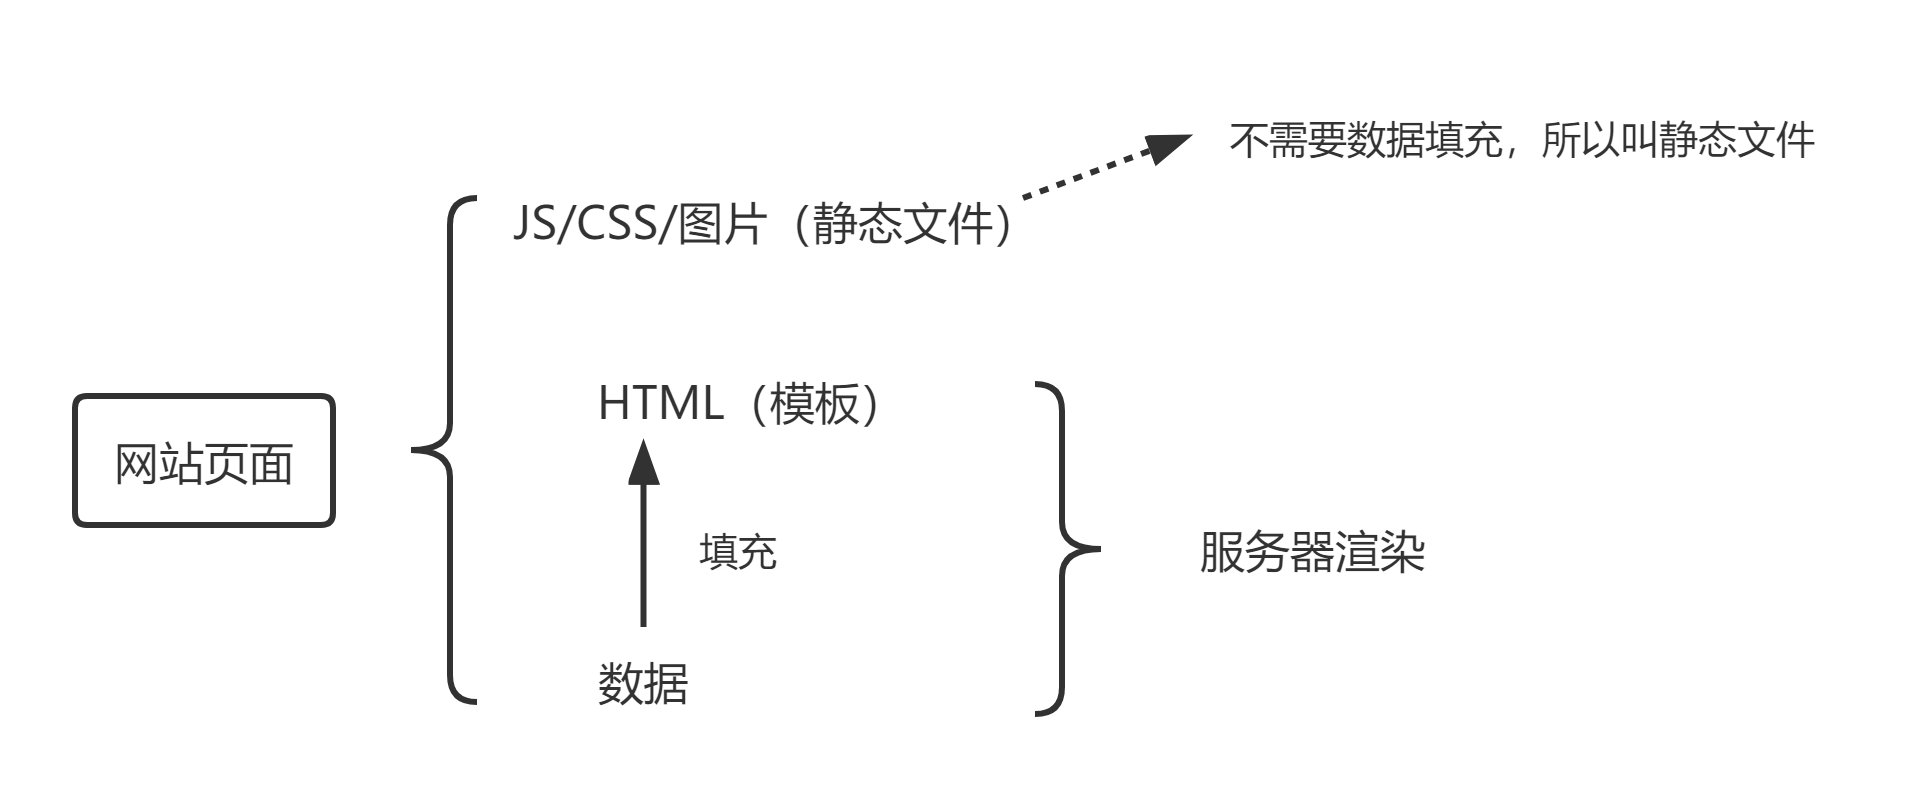 不需要数据填充，所以叫静态文件
JS/CSS/图片（静态文件）
HTML（模板）
网站页面
填充
服务器渲染
数据